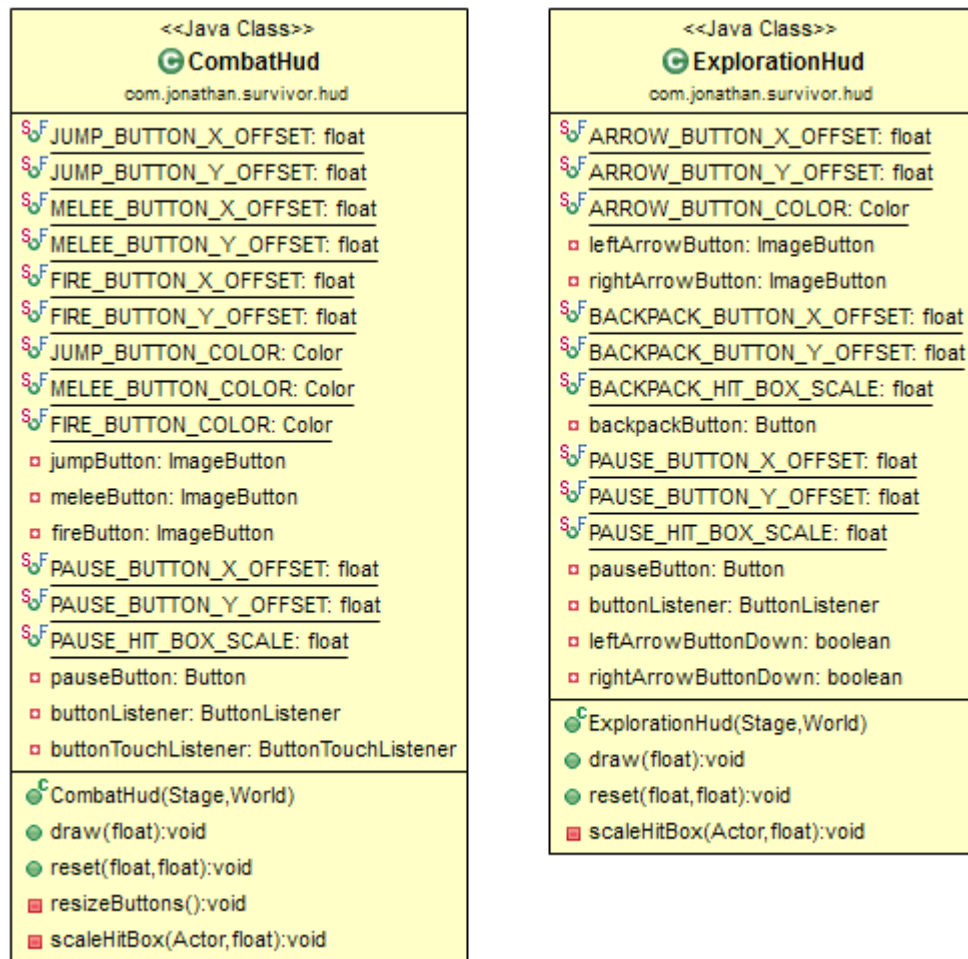 <<Java Class>>
CombatHud
com.jonathan.survivor.hud
JUMP_BUTTON_X_OFFSET: float
JUMP_BUTTON_Y_OFFSET: float
MELEE_BUTTON_X_OFFSET: float
MELEE_BUTTON_Y_OFFSET: float
FIRE_BUTTON_X_OFFSET: float
FIRE_BUTTON_Y_OFFSET: float
JUMP_BUTTON_COLOR: Color
MELEE_BUTTON_COLOR: Color
FIRE_BUTTON_COLOR: Color
jumpButton: ImageButton
meleeButton: ImageButton
fireButton: ImageButton
PAUSE_BUTTON_X_OFFSET: float
PAUSE_BUTTON_Y_OFFSET: float
PAUSE_HIT_BOX_SCALE: float
pauseButton: Button
buttonListener: ButtonListener
buttonTouchListener: ButtonTouchListener
CombatHud(Stage,World)
draw(float):void
reset(float,float):void
resizeButtons():void
scaleHitBox(Actor,float):void
<<Java Class>>
ExplorationHud
com.jonathan.survivor.hud
ARROW_BUTTON_X_OFFSET: float
ARROW_BUTTON_Y_OFFSET: float
ARROW_BUTTON_COLOR: Color
leftArrowButton: ImageButton
rightArrowButton: ImageButton
BACKPACK_BUTTON_X_OFFSET: float
BACKPACK_BUTTON_Y_OFFSET: float
BACKPACK_HIT_BOX_SCALE: float
backpackButton: Button
PAUSE_BUTTON_X_OFFSET: float
PAUSE_BUTTON_Y_OFFSET: float
PAUSE_HIT_BOX_SCALE: float
pauseButton: Button
buttonListener: ButtonListener
leftArrowButtonDown: boolean
rightArrowButtonDown: boolean
ExplorationHud(Stage,World)
draw(float):void
reset(float,float):void
scaleHitBox(Actor,float):void